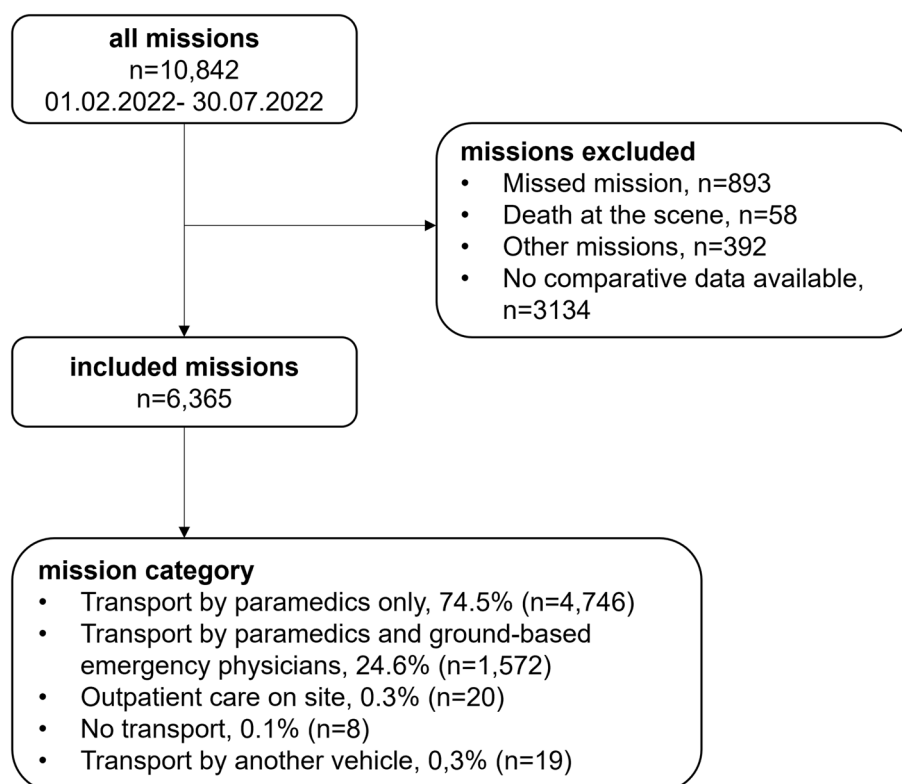 all missions
n=10,842
01.02.2022- 30.07.2022
missions excluded
• Missed mission, n=893
• Death at the scene, n=58
• Other missions, n=392
• No comparative data available,
n=3134
included missions
n=6,365
mission category
• Transport by paramedics only, 74.5% (n=4,746)
• Transport by paramedics and ground-based
emergency physicians, 24.6% (n=1,572)
• Outpatient care on site, 0.3% (n=20)
• No transport, 0.1% (n=8)
• Transport by another vehicle, 0,3% (n=19)